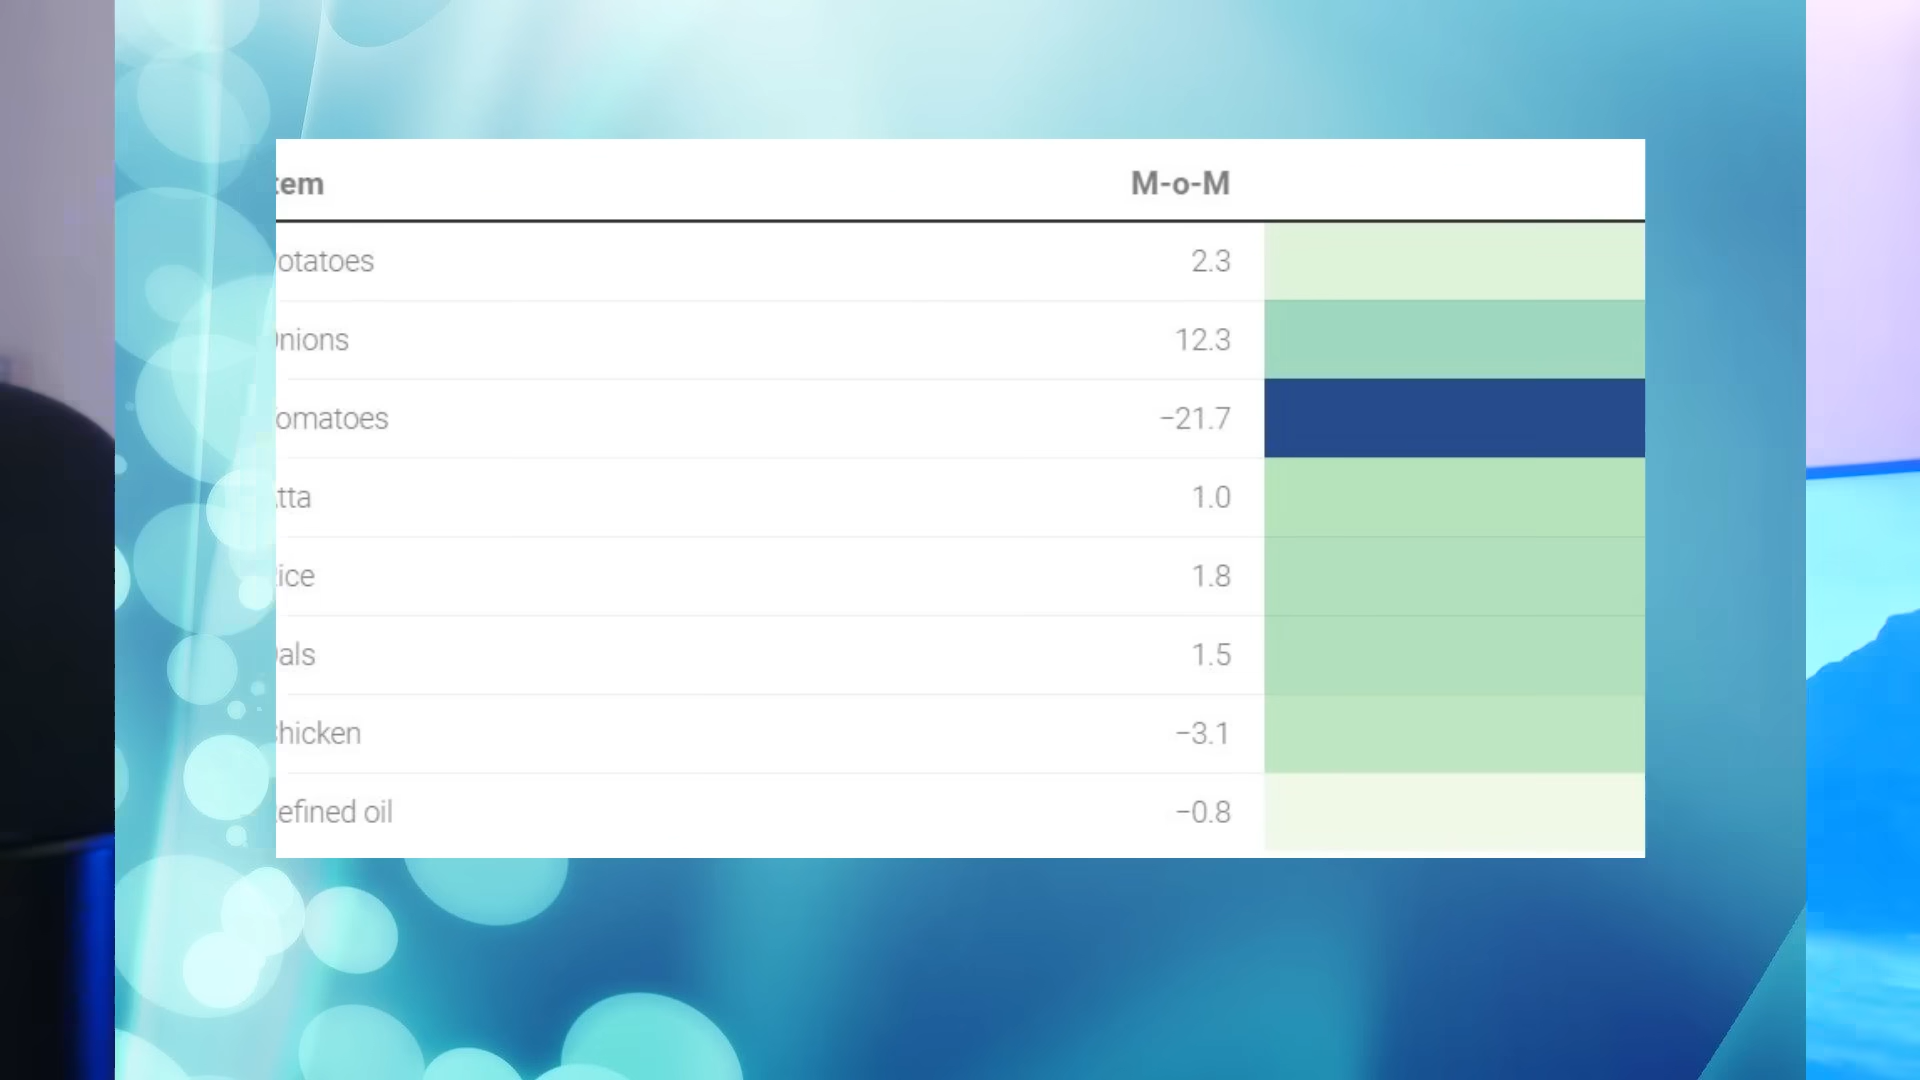 tem M-o-M
otatoes 2.3
nions 12.3
omatoes −21.7
tta 1.0
ice 1.8
als 1.5
hicken −3.1
efined oil −0.8